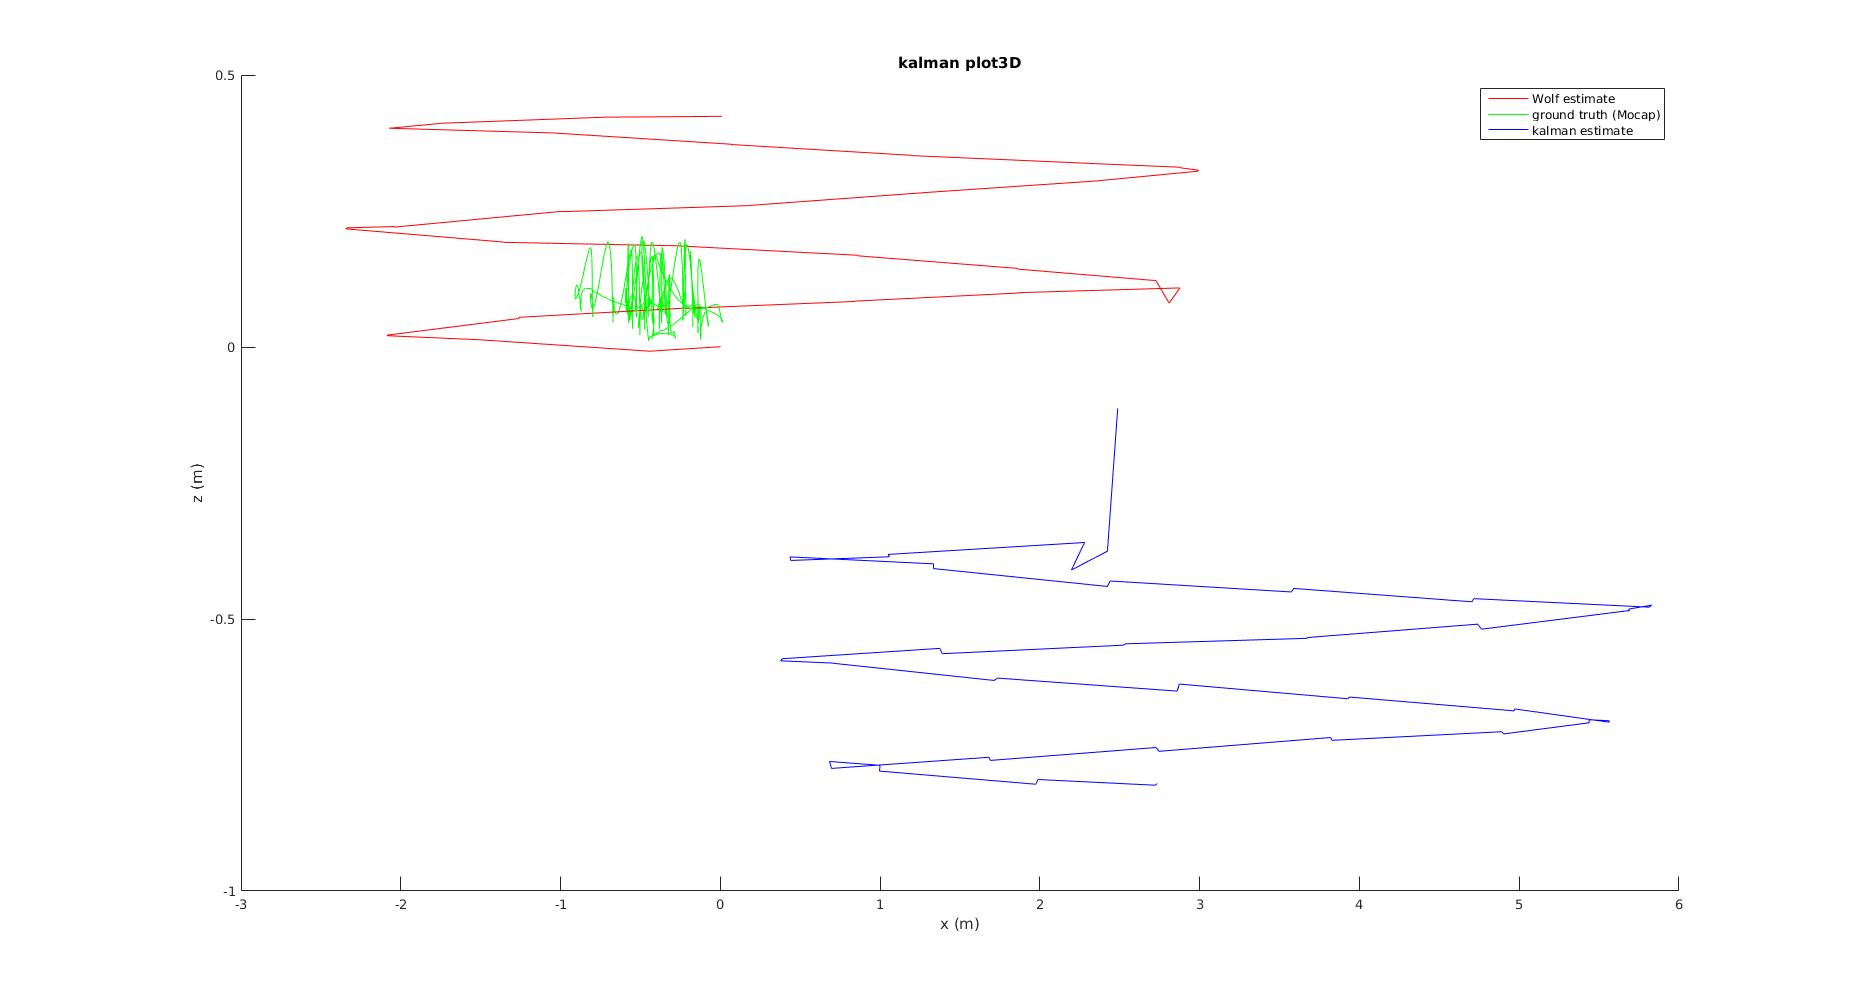 kalman plot3D
Wolf estimate
ground truth (Mocap)
kalman estimate
0.5
0
-0.5
-1
z (m)
-3 -2 -1 0 1 2 3 4 5 6
x (m)